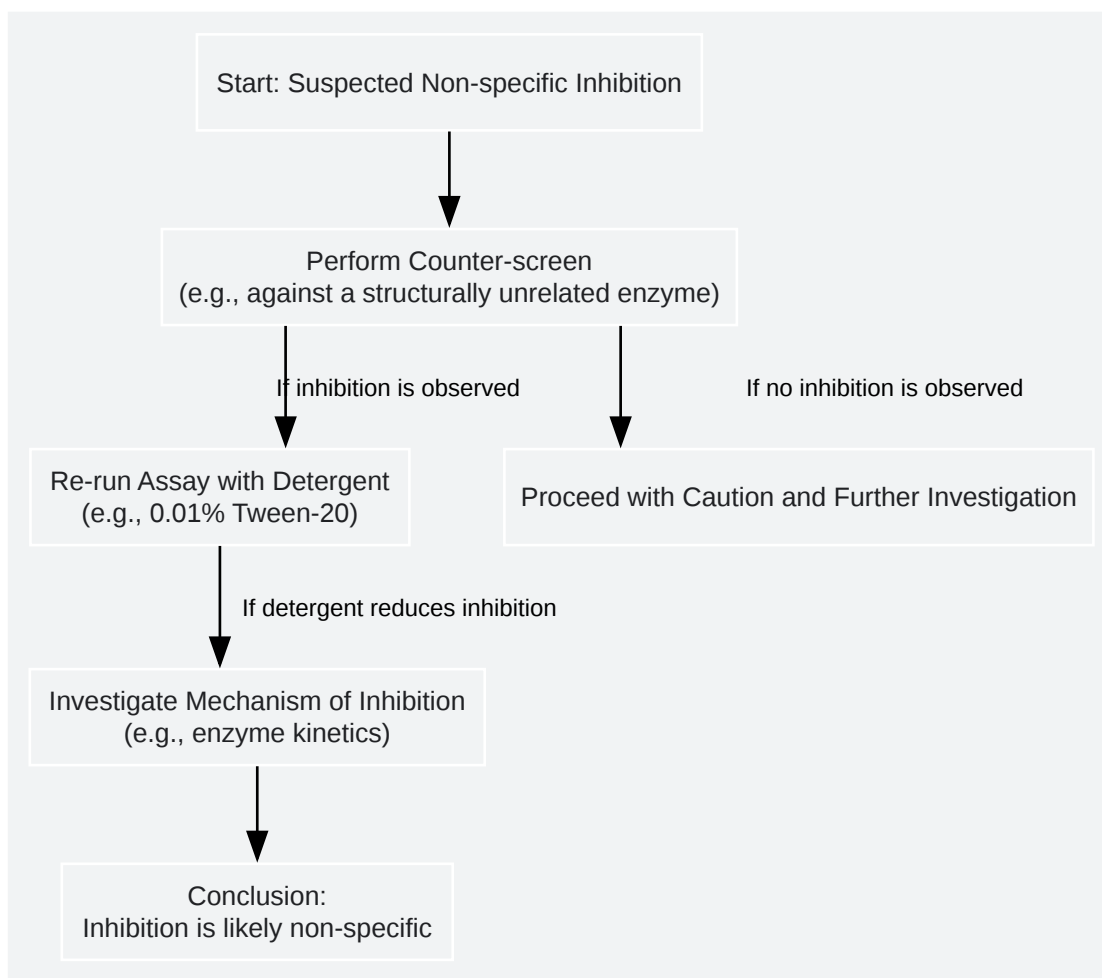 Start: Suspected Non-specific Inhibition
Perform Counter-screen
(e.g., against a structurally unrelated enzyme)
If inhibition is observed
If no inhibition is observed
Re-run Assay with Detergent
(e.g., 0.01% Tween-20)
Proceed with Caution and Further Investigation
If detergent reduces inhibition
Investigate Mechanism of Inhibition
(e.g., enzyme kinetics)
Conclusion:
Inhibition is likely non-specific